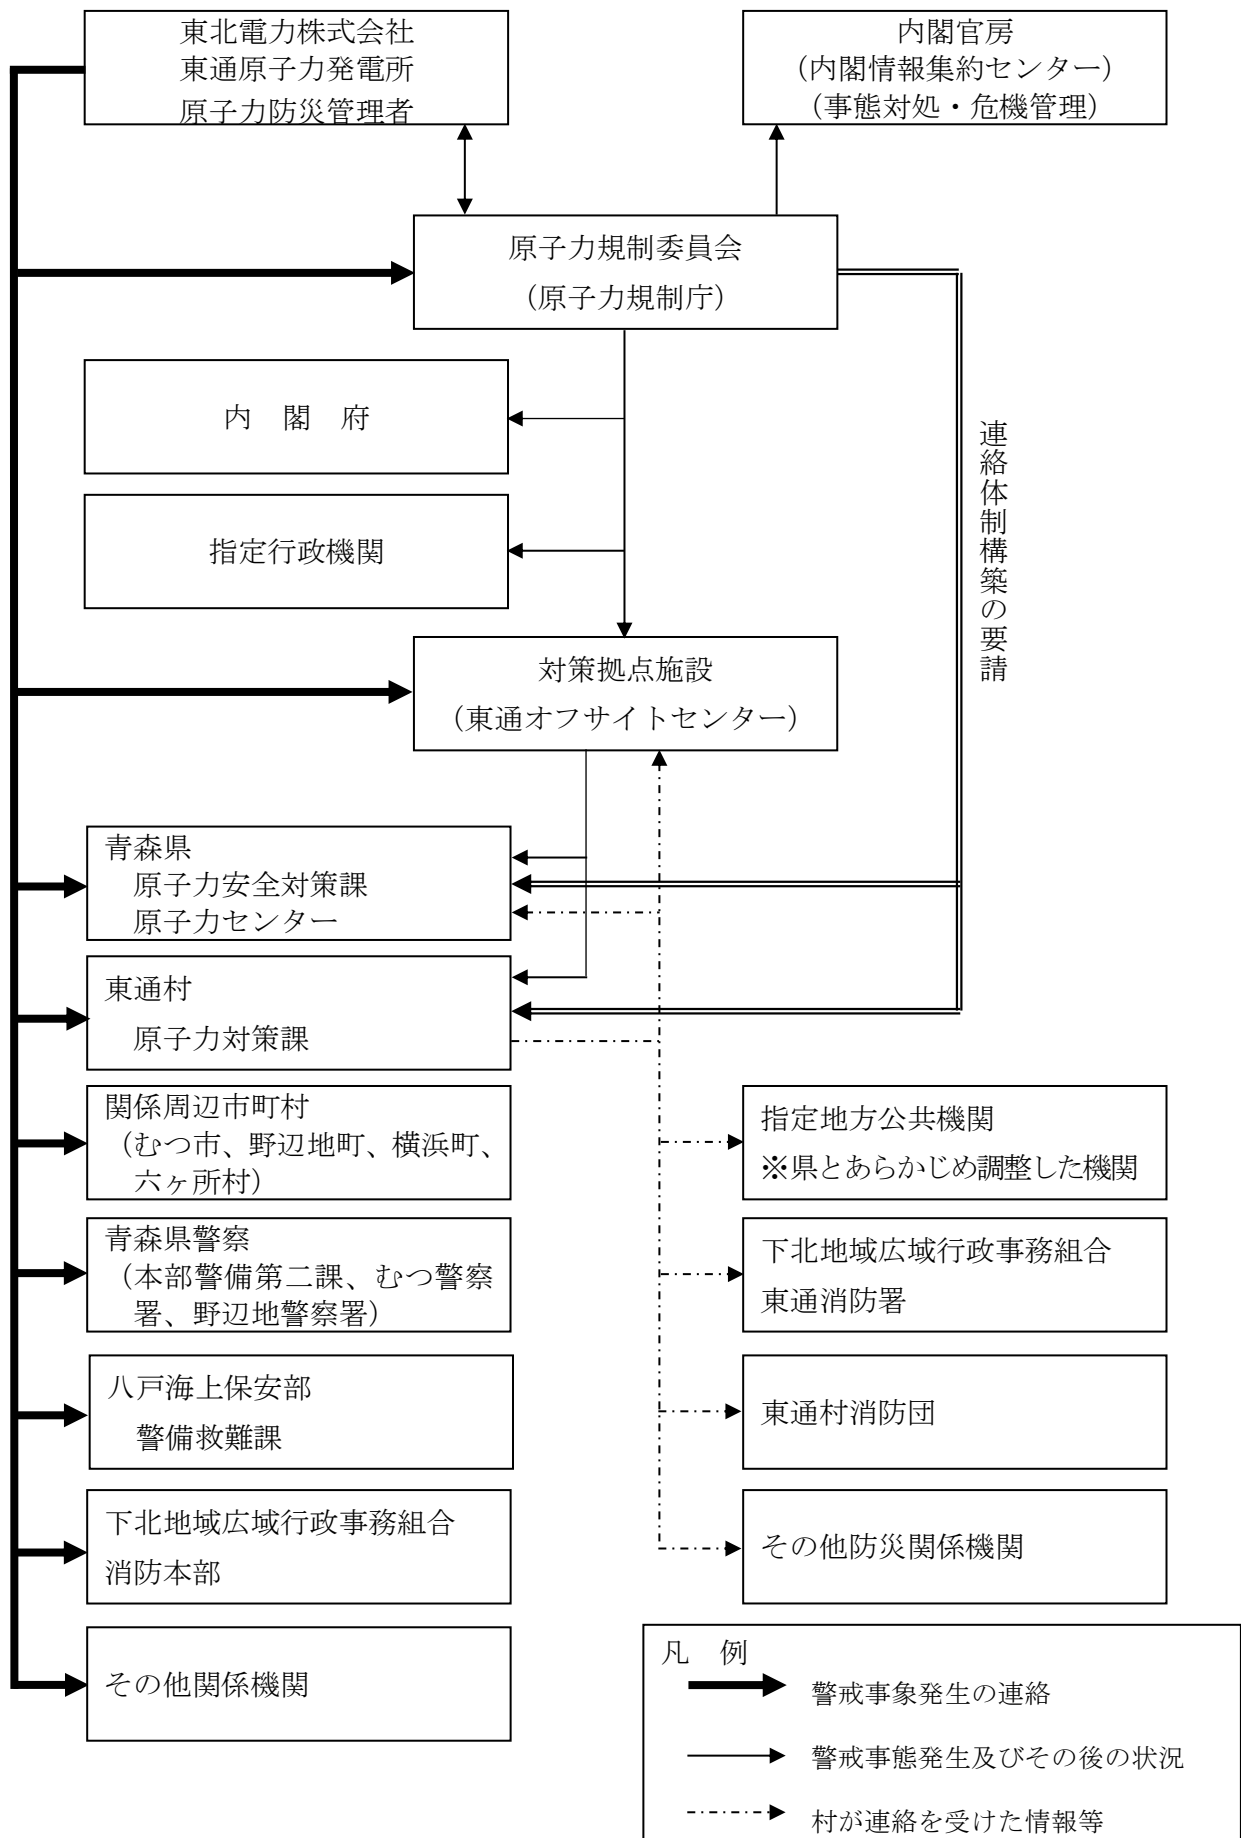 東北電力株式会社
東通原子力発電所
原子力防災管理者
内閣官房
（内閣情報集約センター）
（事態対処・危機管理）
原子力規制委員会
（原子力規制庁）
内　閣　府
指定行政機関
連絡体制構築の要請
対策拠点施設
（東通オフサイトセンター）
青森県
原子力安全対策課
原子力センター
東通村
原子力対策課
関係周辺市町村
（むつ市、野辺地町、横浜町、
六ヶ所村）
指定地方公共機関
※県とあらかじめ調整した機関
青森県警察
（本部警備第二課、むつ警察
署、野辺地警察署）
下北地域広域行政事務組合
東通消防署
八戸海上保安部
警備救難課
東通村消防団
下北地域広域行政事務組合
消防本部
その他防災関係機関
その他関係機関
凡　例
警戒事象発生の連絡
警戒事態発生及びその後の状況
村が連絡を受けた情報等